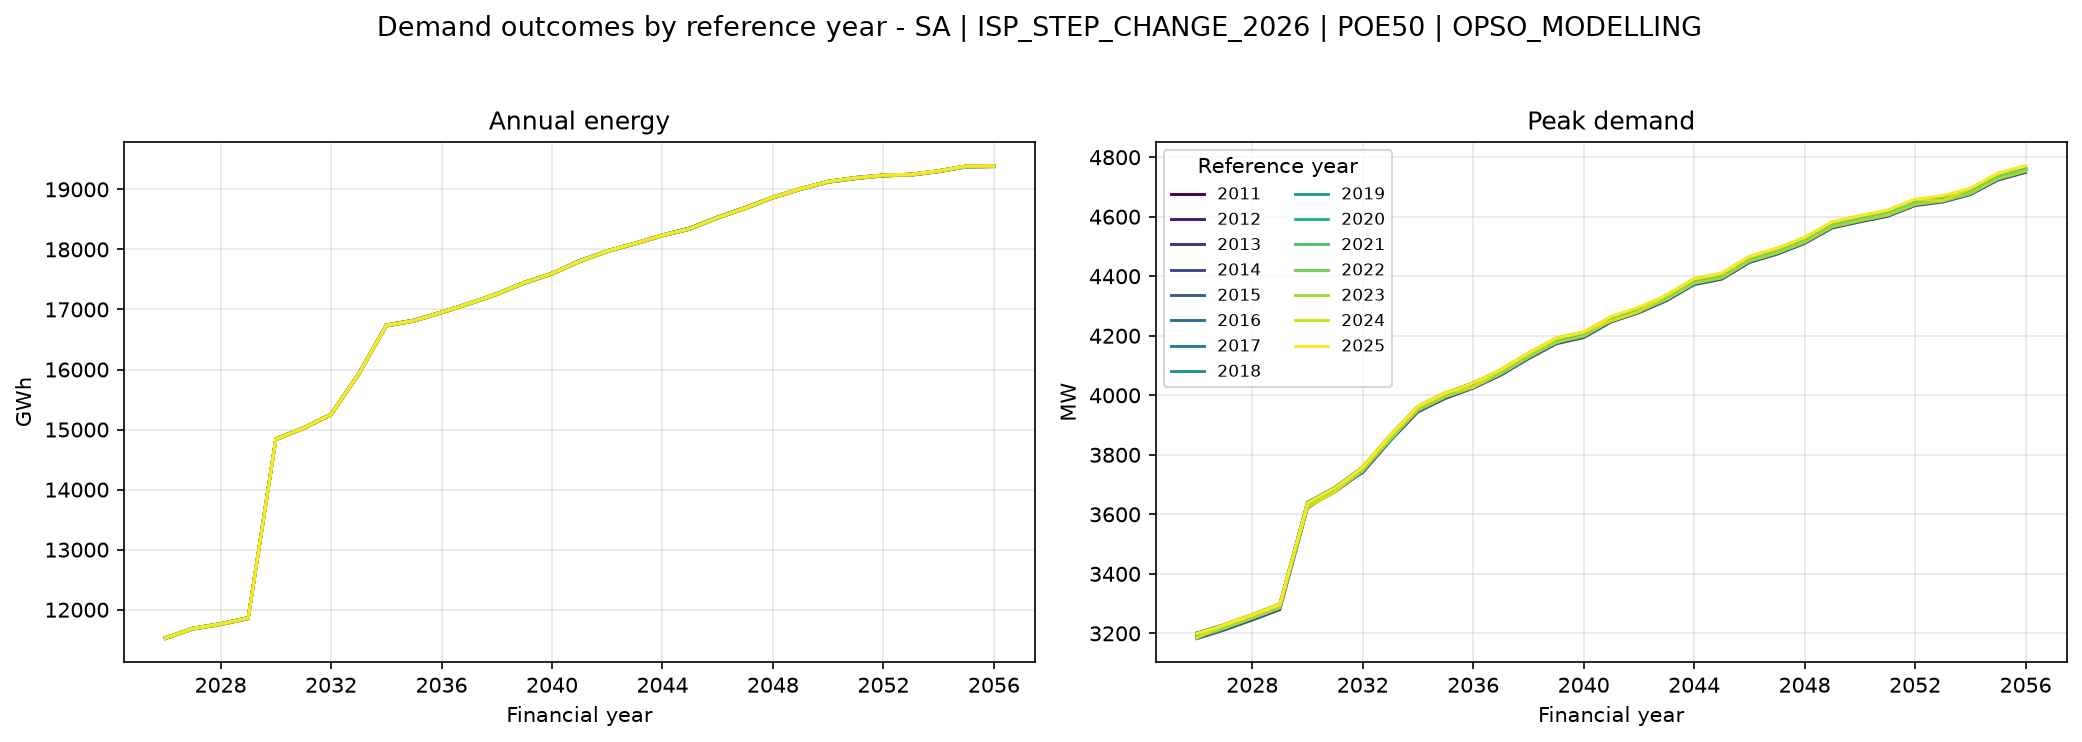 Demand outcomes by reference year - SA | ISP_STEP_CHANGE_2026 | POE50 | OPSO_MODELLING
Annual energy
GWh
19000
18000
17000
16000
15000
14000
13000
12000
2028 2032 2036 2040 2044 2048 2052 2056
Financial year
Peak demand
MW
4800
4600
4400
4200
4000
3800
3600
3400
3200
Reference year
2011 2019
2012 2020
2013 2021
2014 2022
2015 2023
2016 2024
2017 2025
2018
2028 2032 2036 2040 2044 2048 2052 2056
Financial year